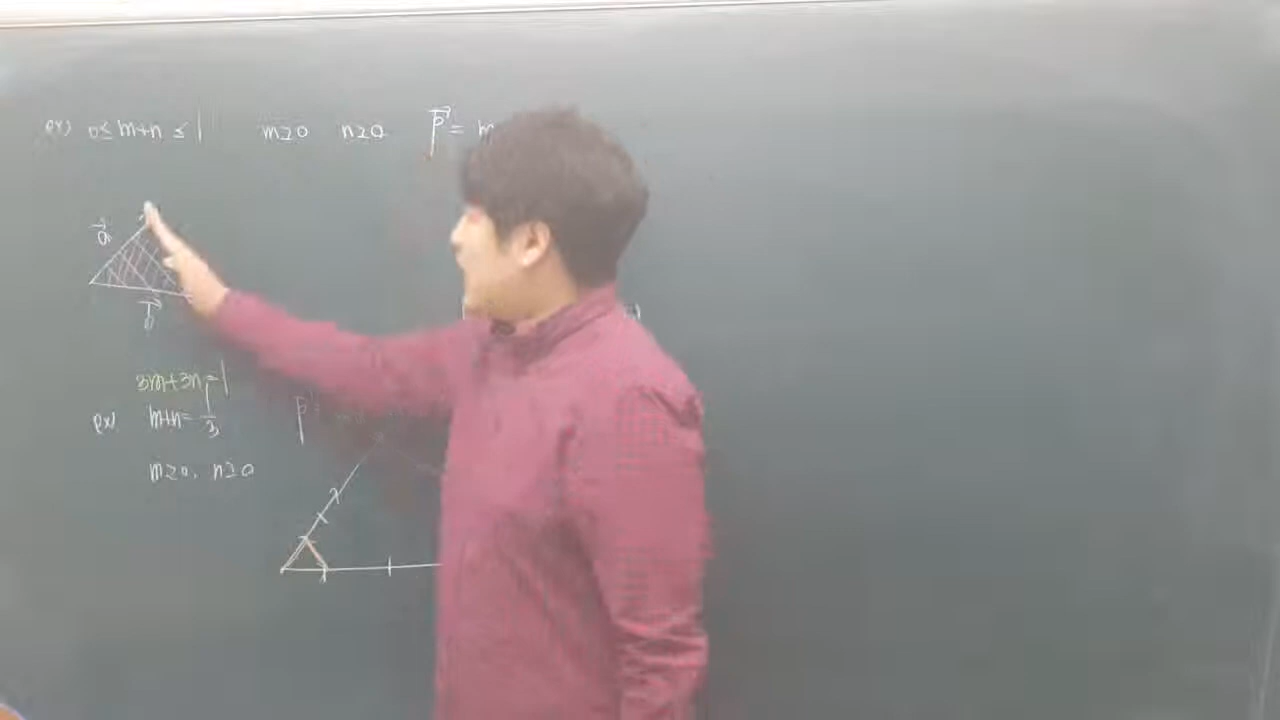 ex) 0≤ m+n ≤ 1 m≥0 n≥0 p⃗ = m
a⃗
b⃗
3m+3n=1
ex) m+n= 1/3
m≥0, n≥0
p⃗